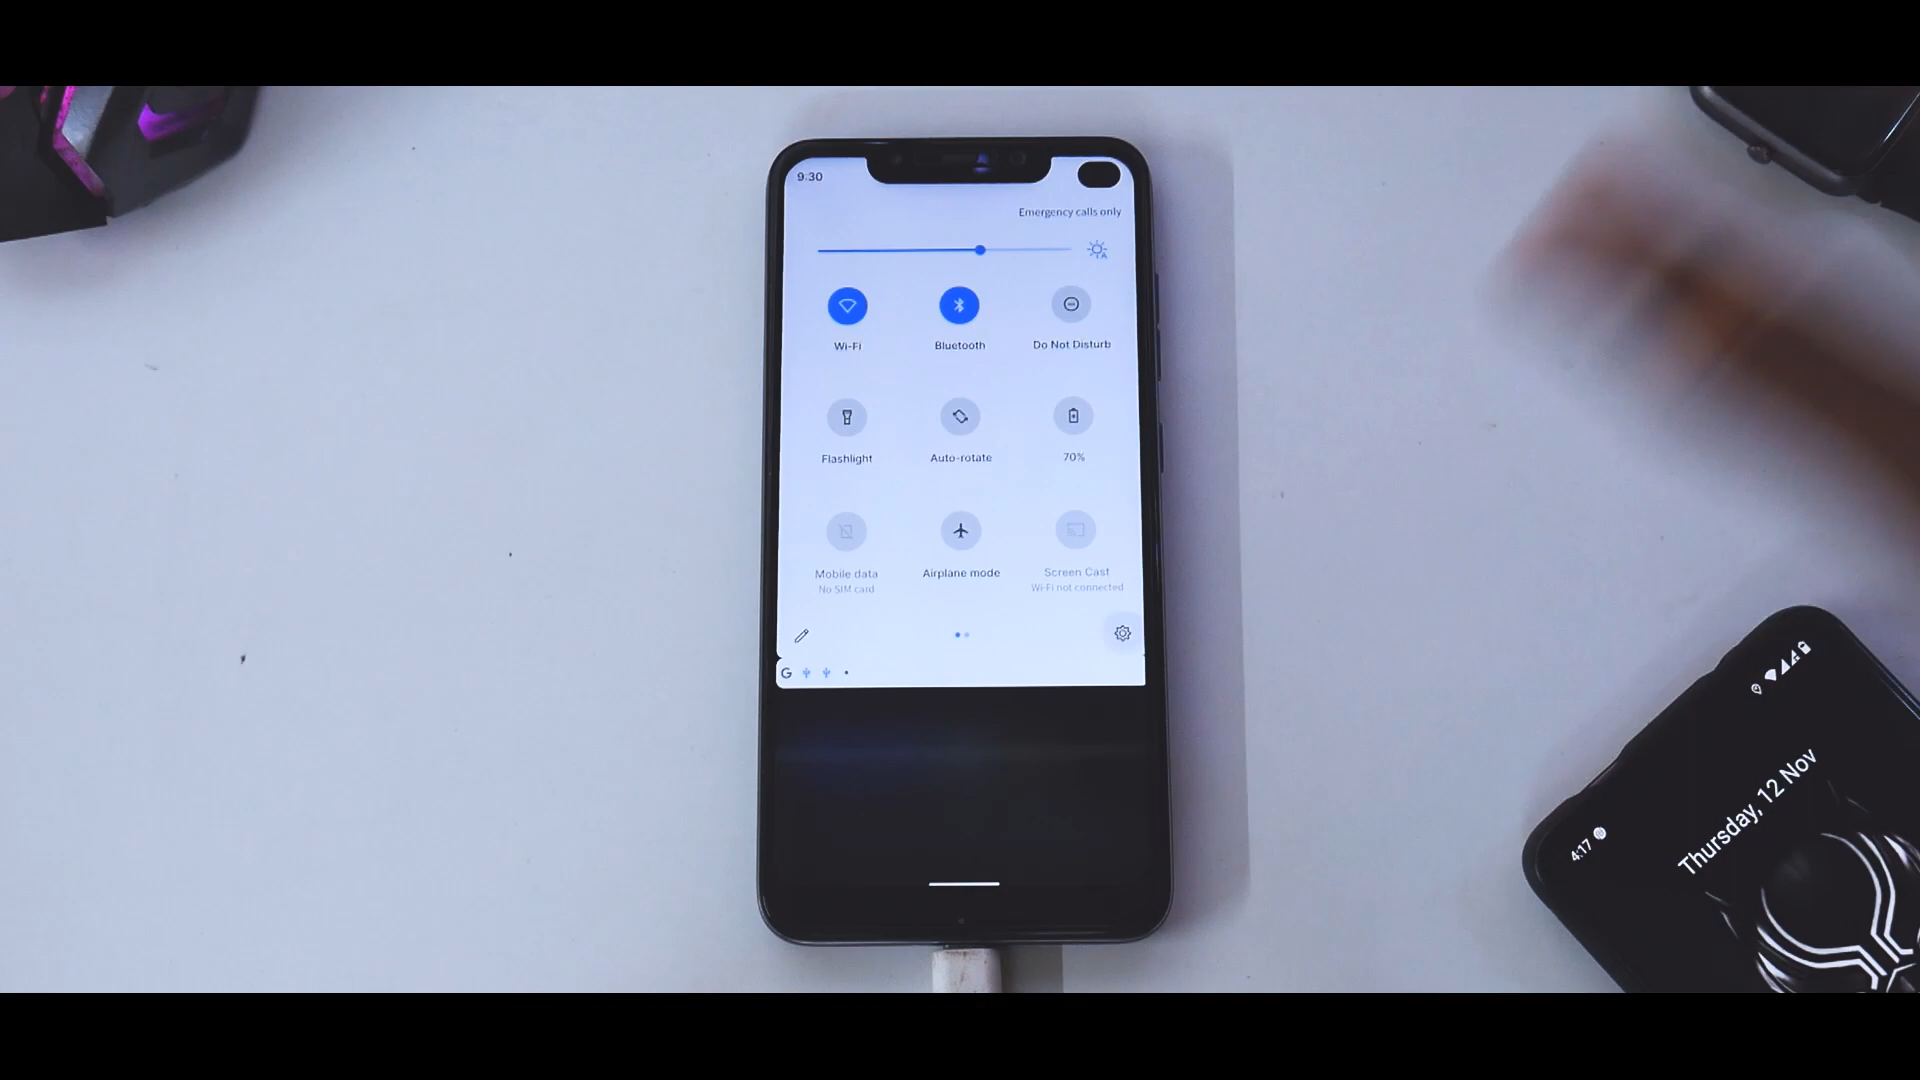 9:30
Emergency calls only
Wi-Fi
Bluetooth
Do Not Disturb
Flashlight
Auto-rotate
70%
Mobile data
No SIM card
Airplane mode
Screen Cast
Wi-Fi not connected
G
4:17
Thursday, 12 Nov